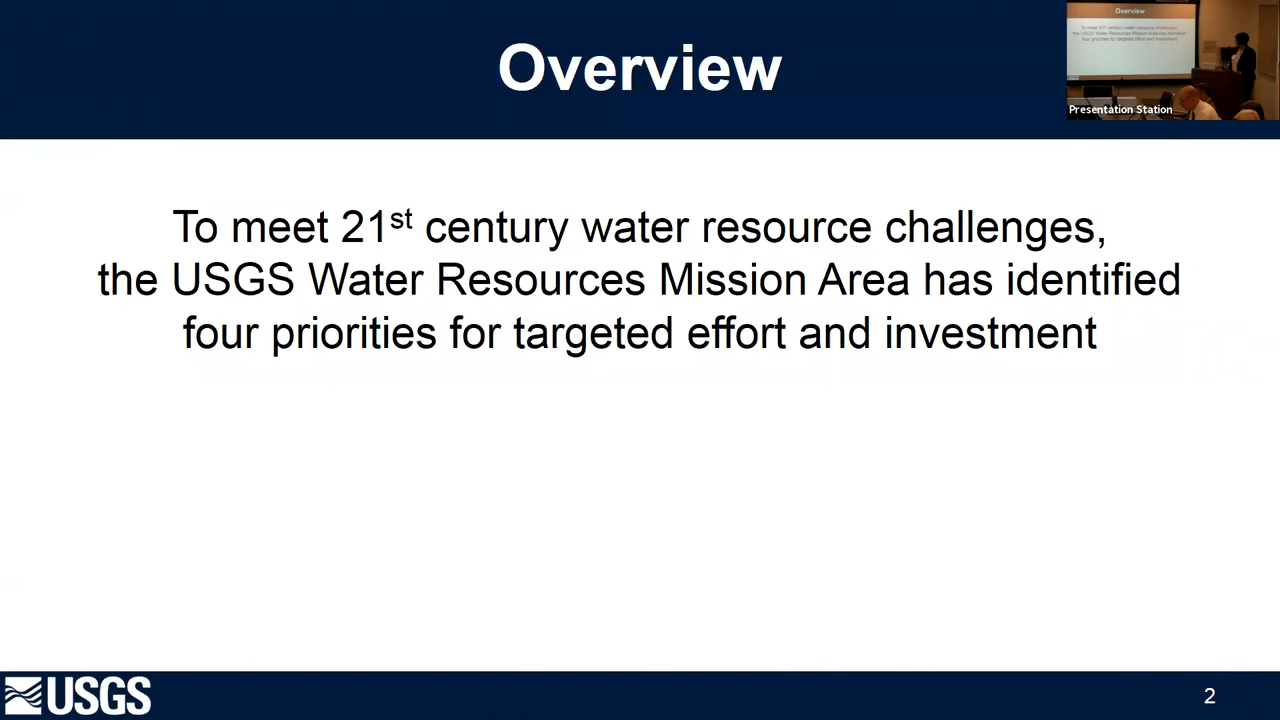 Overview
Overview
Presentation Station
To meet 21st century water resource challenges,
the USGS Water Resources Mission Area has identified
four priorities for targeted effort and investment
USGS
2